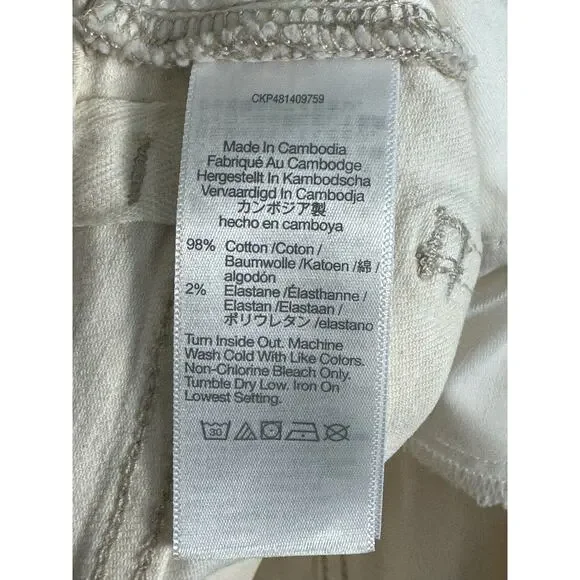 CKP481409759
Made In Cambodia
Fabriqué Au Cambodge
Hergestellt In Kambodscha
Vervaardigd In Cambodja
カンボジア製
hecho en camboya
98% Cotton /Coton /
Baumwolle /Katoen /綿 /
algodón
2% Elastane /Élasthanne /
Elastan /Elastaan /
ポリウレタン /elastano
Turn Inside Out. Machine
Wash Cold With Like Colors.
Non-Chlorine Bleach Only.
Tumble Dry Low. Iron On
Lowest Setting.
30